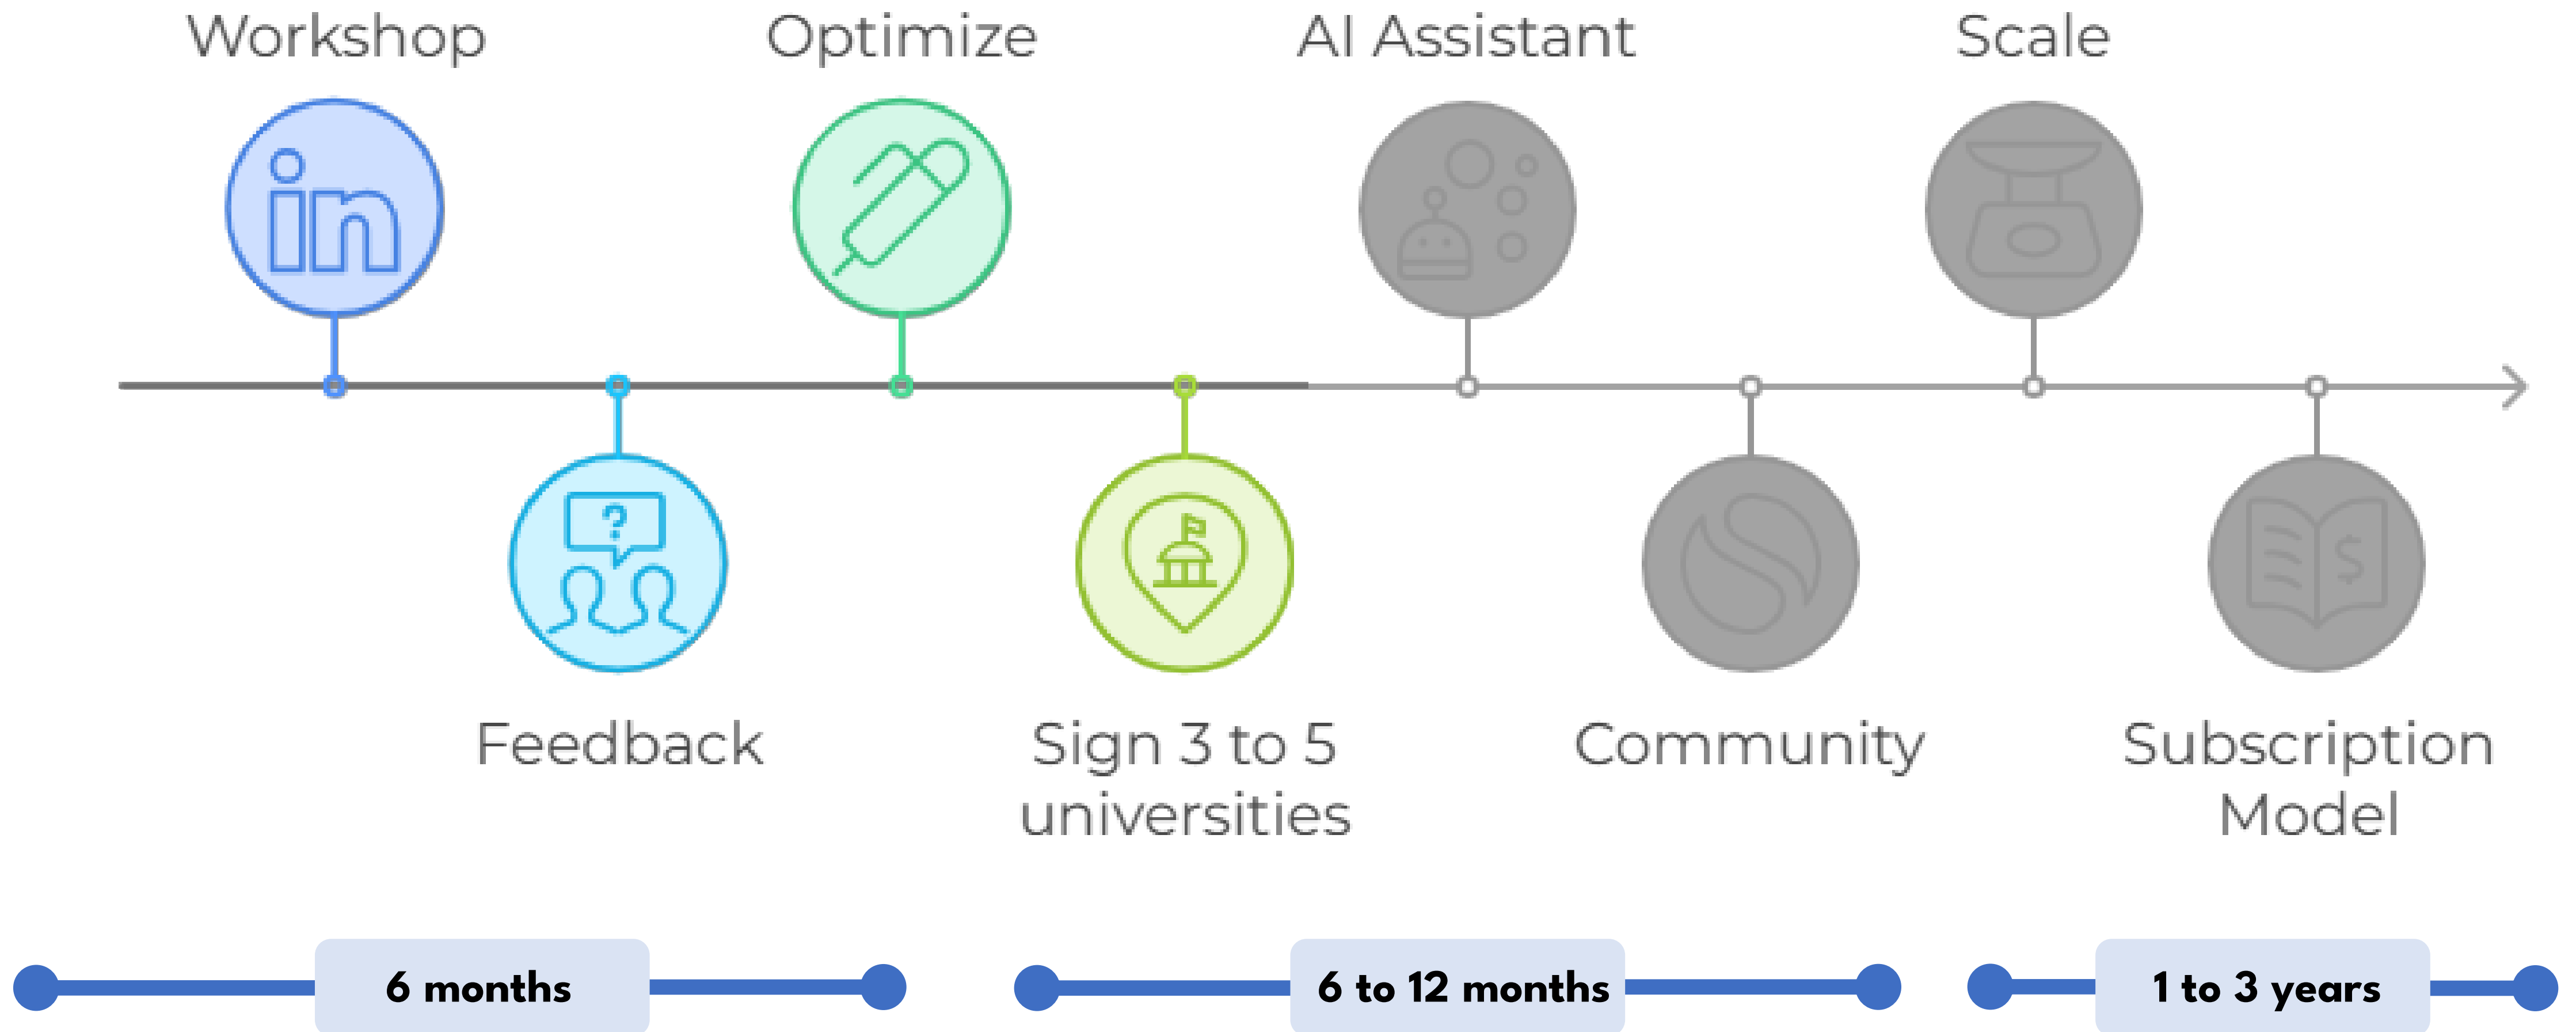 Workshop
Optimize
AI Assistant
Scale
in
?
$
Feedback
Sign 3 to 5
universities
Community
Subscription
Model
6 months
6 to 12 months
1 to 3 years